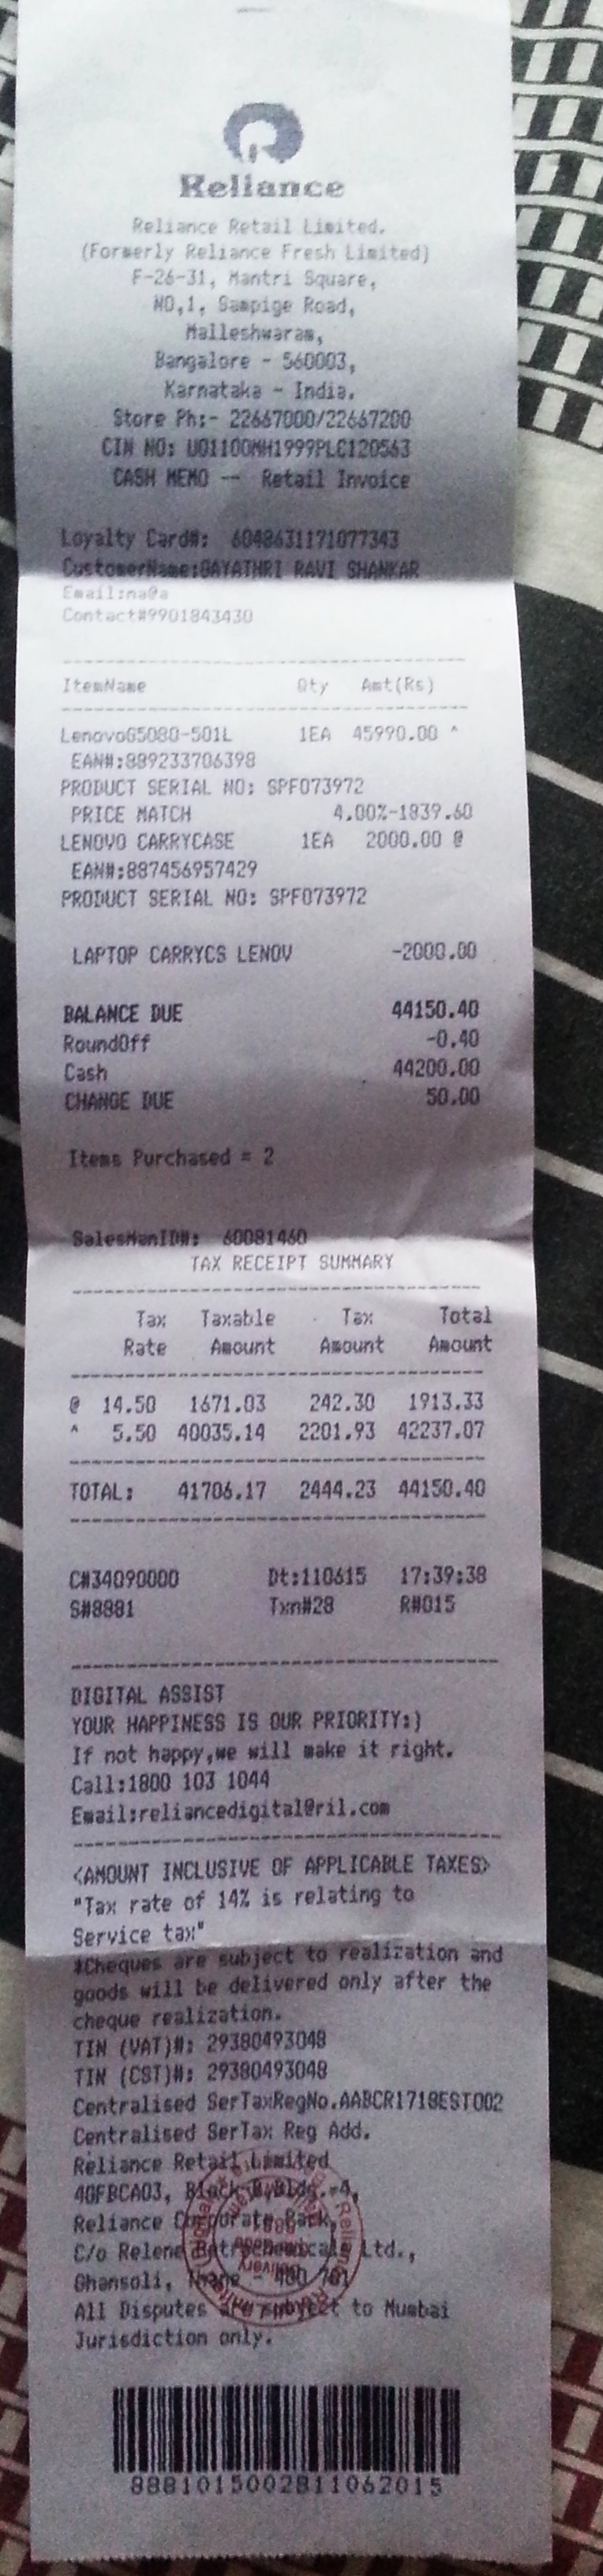 Reliance
Reliance Retail Limited.
(Formerly Reliance Fresh Limited)
F-26-31, Mantri Square,
NO,1, Sampige Road,
Malleshwaram,
Bangalore - 560003,
Karnataka - India.
Store Ph:- 22667000/22667200
CIN NO: U01100MH1999PLC120563
CASH MEMO -- Retail Invoice
Loyalty Card#: 6048631171077343
CustomerName:GAYATHRI RAVI SHANKAR
Email:na@a
Contact#9901843430
ItemName Qty Amt(Rs)
LenovoG5080-501L 1EA 45990.00 ^
EAN#:889233706398
PRODUCT SERIAL NO: SPF073972
PRICE MATCH 4.00%-1839.60
LENOVO CARRYCASE 1EA 2000.00 @
EAN#:887456957429
PRODUCT SERIAL NO: SPF073972
LAPTOP CARRYCS LENOV -2000.00
BALANCE DUE 44150.40
RoundOff -0.40
Cash 44200.00
CHANGE DUE 50.00
Items Purchased = 2
SalesManID#: 60081460
TAX RECEIPT SUMMARY
Tax Taxable Tax Total
Rate Amount Amount Amount
@ 14.50 1671.03 242.30 1913.33
^ 5.50 40035.14 2201.93 42237.07
TOTAL: 41706.17 2444.23 44150.40
C#34090000 Dt:110615 17:39:38
S#8881 Txn#28 R#015
DIGITAL ASSIST
YOUR HAPPINESS IS OUR PRIORITY:)
If not happy,we will make it right.
Call:1800 103 1044
Email:reliancedigital@ril.com
<AMOUNT INCLUSIVE OF APPLICABLE TAXES>
"Tax rate of 14% is relating to
Service tax"
#Cheques are subject to realization and
goods will be delivered only after the
cheque realization.
TIN (VAT)#: 29380493048
TIN (CST)#: 29380493048
Centralised SerTaxRegNo.AABCR1718EST002
Centralised SerTax Reg Add.
Reliance Retail Limited
40FBCA03, Block B,Bldg.-4,
Reliance Corporate Park,
C/o Relene Petrochemicals Ltd.,
Ghansoli, Thane - 400 701
All Disputes are subject to Mumbai
Jurisdiction only.
8881015002811062015